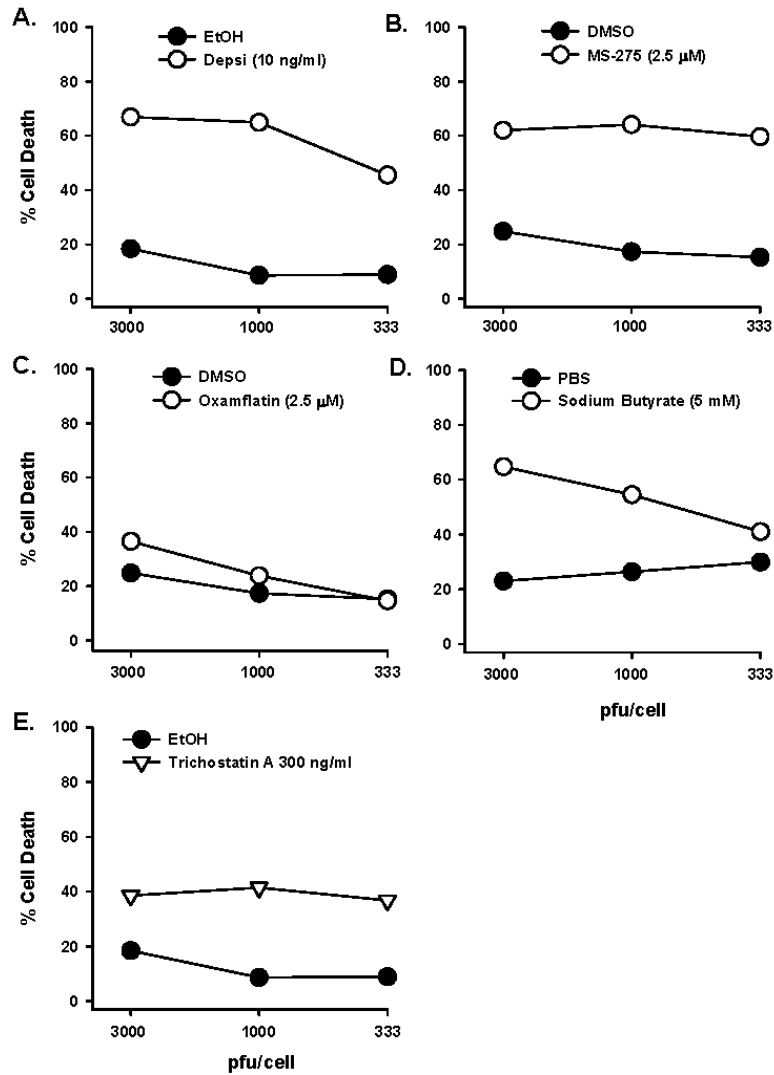 A.
EtOH
Depsi (10 ng/ml)
% Cell Death
100
80
60
40
20
0
3000
1000
333
B.
DMSO
MS-275 (2.5 µM)
100
80
60
40
20
0
3000
1000
333
C.
DMSO
Oxamflatin (2.5 µM)
% Cell Death
100
80
60
40
20
0
3000
1000
333
D.
PBS
Sodium Butyrate (5 mM)
100
80
60
40
20
0
3000
1000
333
pfu/cell
E.
EtOH
Trichostatin A 300 ng/ml
% Cell Death
100
80
60
40
20
0
3000
1000
333
pfu/cell